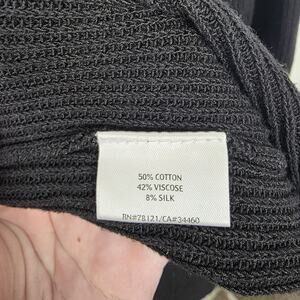 50% COTTON
42% VISCOSE
8% SILK
RN#78121/CA#34460